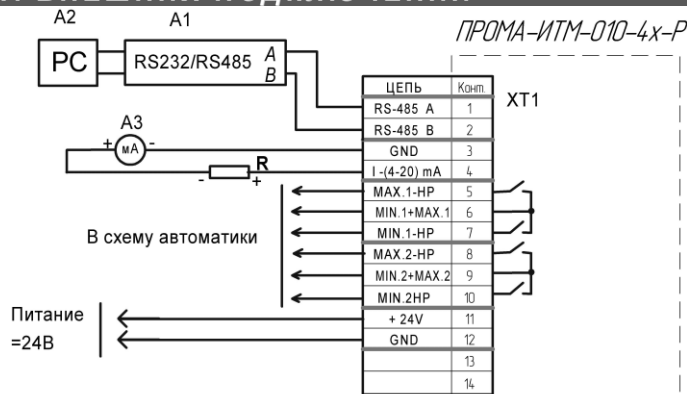 A2
A1
ПРОМА-ИТМ-010-4х-Р
PC
RS232/RS485
A
B
ЦЕПЬ
Конт.
XT1
RS-485 A
1
RS-485 B
2
A3
+
мА
-
GND
3
R
I -(4-20) mA
4
-
+
MAX.1-HP
5
MIN.1+MAX.1
6
MIN.1-HP
7
В схему автоматики
MAX.2-HP
8
MIN.2+MAX.2
9
MIN.2HP
10
Питание
=24В
+ 24V
11
GND
12
13
14